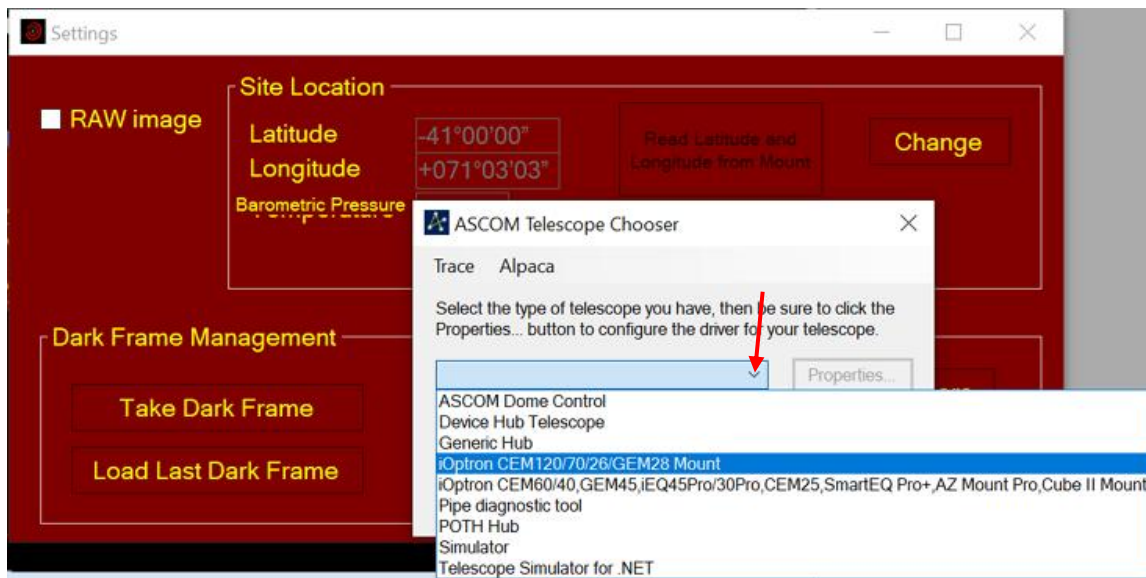 Settings
RAW image
Site Location
Latitude
-41°00'00"
Longitude
+071°03'03"
Read Latitude and
Longitude from Mount
Change
Barometric Pressure
Temperature
ASCOM Telescope Chooser
Trace Alpaca
Select the type of telescope you have, then be sure to click the
Properties... button to configure the driver for your telescope.
Properties...
ASCOM Dome Control
Device Hub Telescope
Generic Hub
iOptron CEM120/70/26/GEM28 Mount
iOptron CEM60/40,GEM45,iEQ45Pro/30Pro,CEM25,SmartEQ Pro+,AZ Mount Pro,Cube II Mount
Pipe diagnostic tool
POTH Hub
Simulator
Telescope Simulator for .NET
Dark Frame Management
Take Dark Frame
Load Last Dark Frame